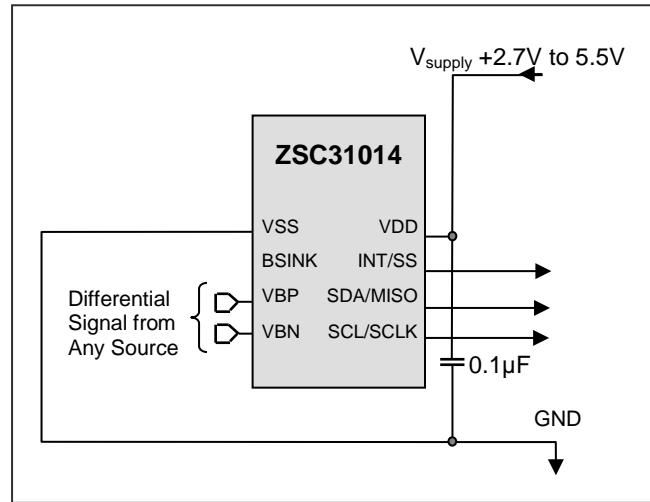 Vsupply +2.7V to 5.5V
ZSC31014
VSS VDD
BSINK INT/SS
VBP SDA/MISO
VBN SCL/SCLK
Differential
Signal from
Any Source
0.1µF
GND